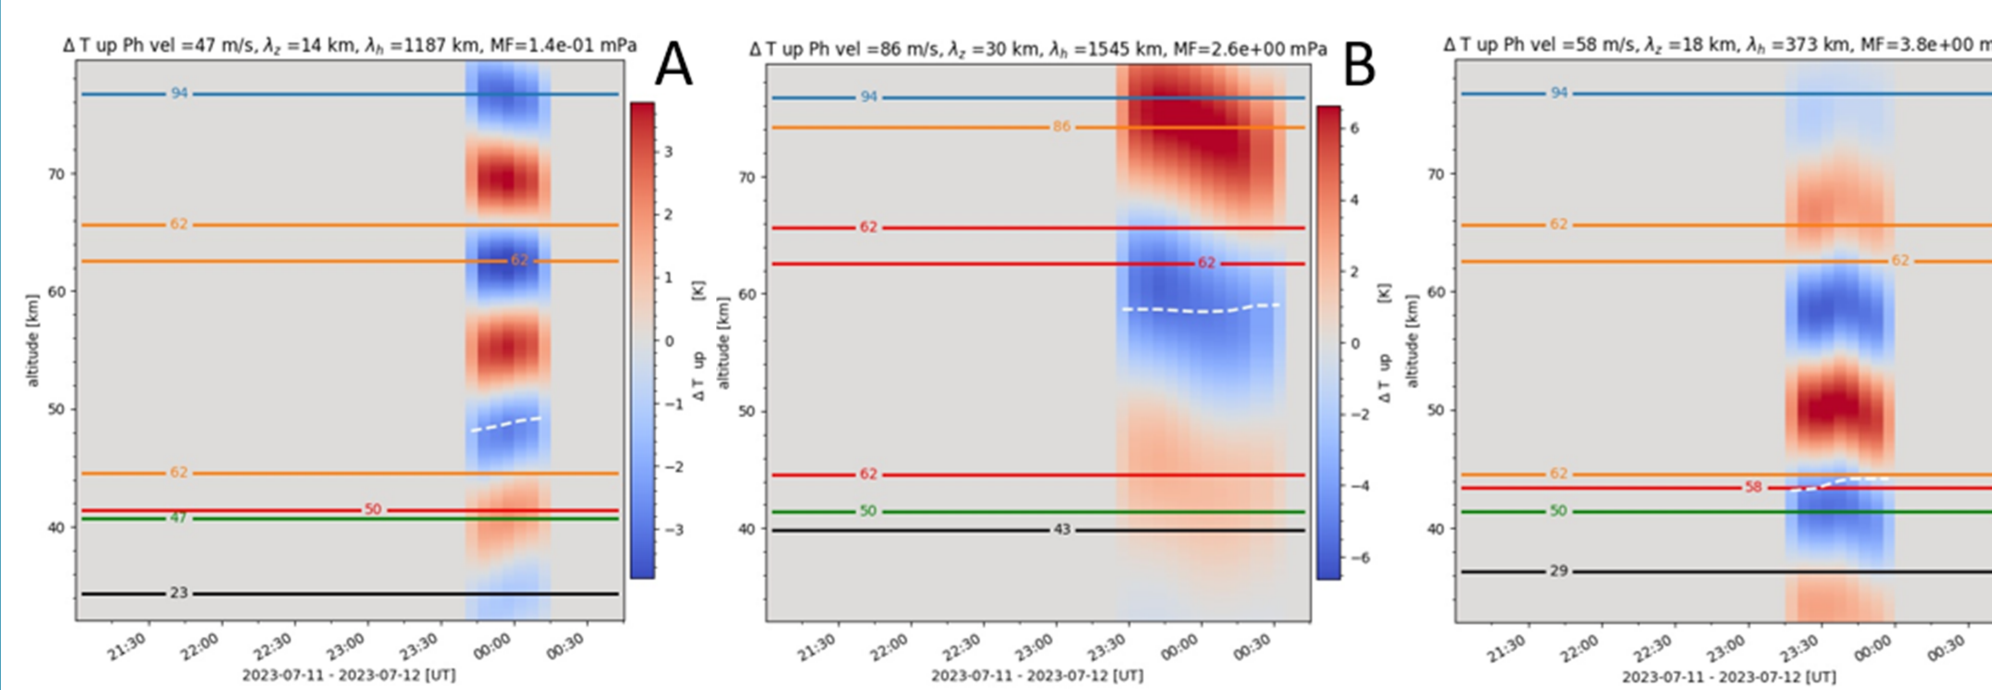 Δ T up Ph vel =47 m/s, λz =14 km, λh =1187 km, MF=1.4e-01 mPa
A
94
62
62
62
50
47
23
70
60
50
40
altitude [km]
21:30 22:00 22:30 23:00 23:30 00:00 00:30
2023-07-11 - 2023-07-12 [UT]
3
2
1
0
−1
−2
−3
Δ T up [K]
Δ T up Ph vel =86 m/s, λz =30 km, λh =1545 km, MF=2.6e+00 mPa
B
94
86
62
62
62
50
43
70
60
50
40
altitude [km]
21:30 22:00 22:30 23:00 23:30 00:00 00:30
2023-07-11 - 2023-07-12 [UT]
6
4
2
0
−2
−4
−6
Δ T up [K]
Δ T up Ph vel =58 m/s, λz =18 km, λh =373 km, MF=3.8e+00 m
94
62
62
62
58
50
29
70
60
50
40
altitude [km]
21:30 22:00 22:30 23:00 23:30 00:00 00:30
2023-07-11 - 2023-07-12 [UT]